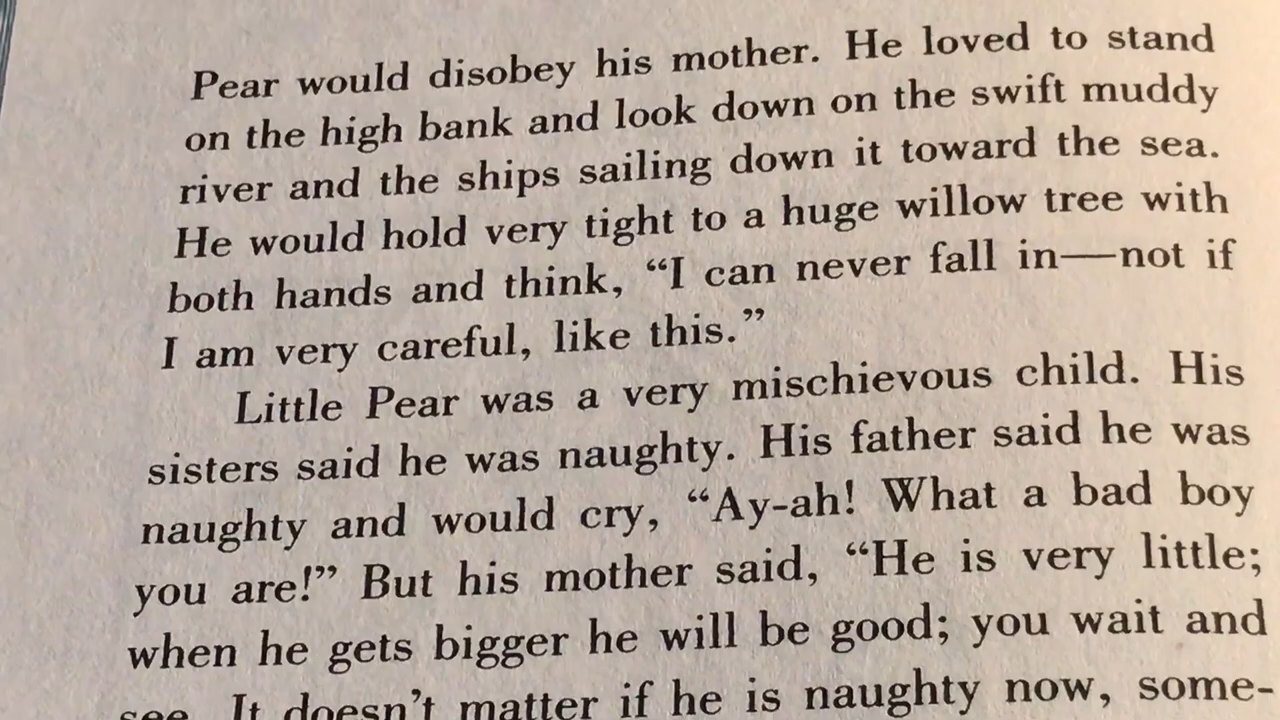 Pear would disobey his mother. He loved to stand
on the high bank and look down on the swift muddy
river and the ships sailing down it toward the sea.
He would hold very tight to a huge willow tree with
both hands and think, “I can never fall in—not if
I am very careful, like this.”
Little Pear was a very mischievous child. His
sisters said he was naughty. His father said he was
naughty and would cry, “Ay-ah! What a bad boy
you are!” But his mother said, “He is very little;
when he gets bigger he will be good; you wait and
see. It doesn’t matter if he is naughty now, some-